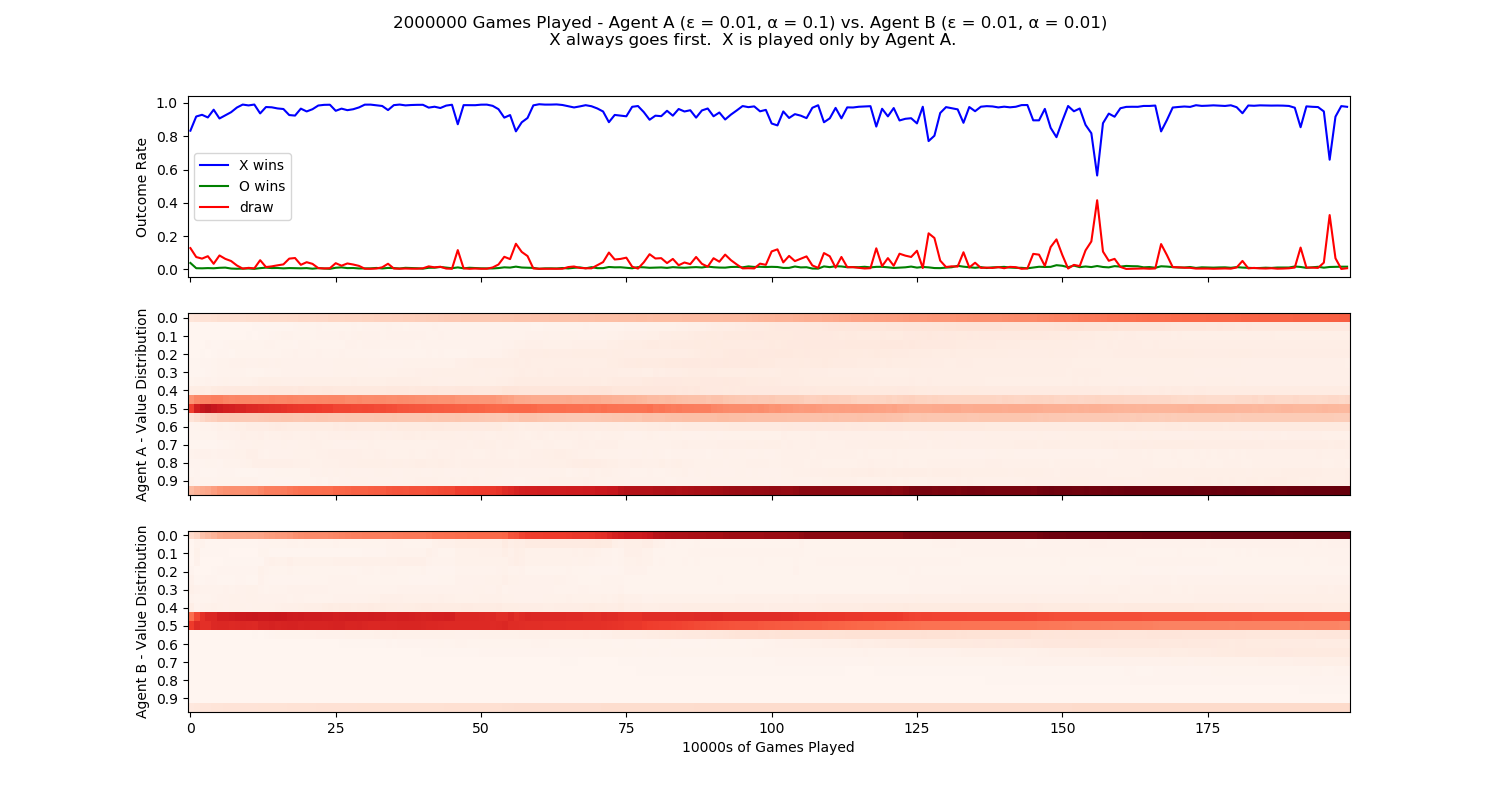 2000000 Games Played - Agent A (ε = 0.01, α = 0.1) vs. Agent B (ε = 0.01, α = 0.01)
X always goes first.  X is played only by Agent A.
Outcome Rate
1.0
0.8
0.6
0.4
0.2
0.0
X wins
O wins
draw
Agent A - Value Distribution
0.0
0.1
0.2
0.3
0.4
0.5
0.6
0.7
0.8
0.9
Agent B - Value Distribution
0.0
0.1
0.2
0.3
0.4
0.5
0.6
0.7
0.8
0.9
0 25 50 75 100 125 150 175
10000s of Games Played